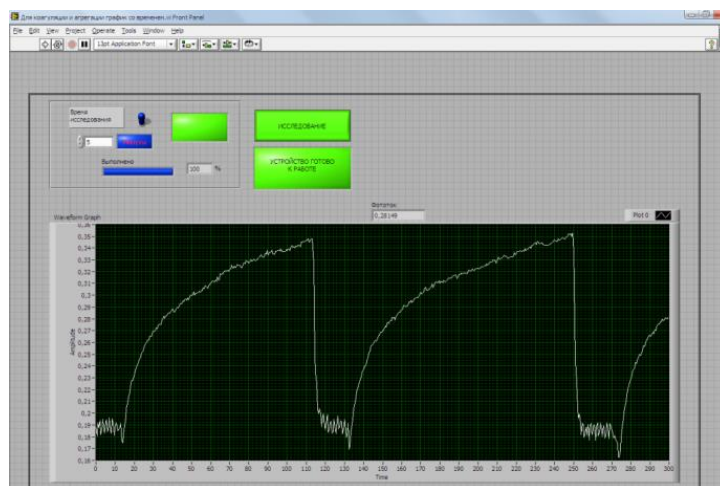 Для коагуляции и агрегации график со временем.vi Front Panel
File Edit View Project Operate Tools Window Help
13pt Application Font
Время
исследования
5
Выполнено
100 %
ИССЛЕДОВАНИЕ
УСТРОЙСТВО ГОТОВО
К РАБОТЕ
Фототок
0,28149
Waveform Graph
Plot 0
0,36
0,35
0,34
0,33
0,32
0,31
0,3
0,29
0,28
0,27
0,26
0,25
0,24
0,23
0,22
0,21
0,2
0,19
0,18
0,17
0,16
Amplitude
0 10 20 30 40 50 60 70 80 90 100 110 120 130 140 150 160 170 180 190 200 210 220 230 240 250 260 270 280 290 300
Time